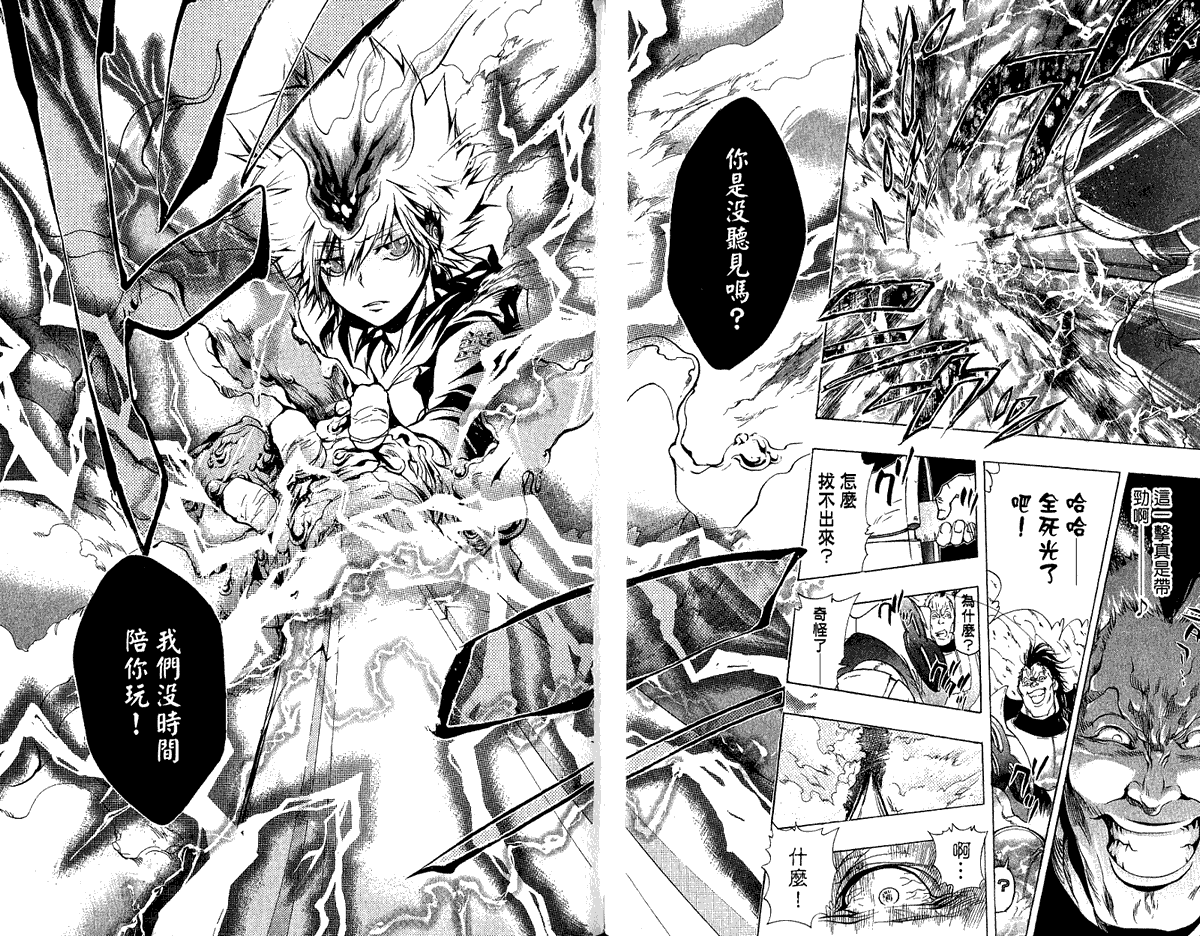 這一擊真是帶
勁啊——♪
哈哈——
全死光了
吧！
怎麼
拔不出來？
為什麼？
奇怪了——
？
啊…
什麼！
你是没聽見嗎？
我們没時間
陪你玩！